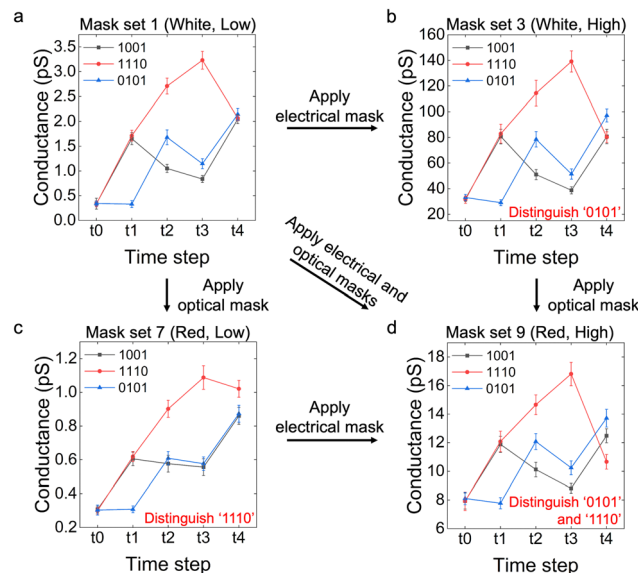 a
Mask set 1 (White, Low)
Conductance (pS)
3.5
3.0
2.5
2.0
1.5
1.0
0.5
0.0
1001
1110
0101
t0 t1 t2 t3 t4
Time step
Apply
electrical mask
b
Mask set 3 (White, High)
Conductance (pS)
160
140
120
100
80
60
40
20
1001
1110
0101
Distinguish '0101'
t0 t1 t2 t3 t4
Time step
Apply electrical and
optical masks
Apply
optical mask
Apply
optical mask
c
Mask set 7 (Red, Low)
Conductance (pS)
1.2
1.0
0.8
0.6
0.4
0.2
1001
1110
0101
Distinguish '1110'
t0 t1 t2 t3 t4
Time step
Apply
electrical mask
d
Mask set 9 (Red, High)
Conductance (pS)
18
16
14
12
10
8
6
1001
1110
0101
Distinguish '0101'
and '1110'
t0 t1 t2 t3 t4
Time step